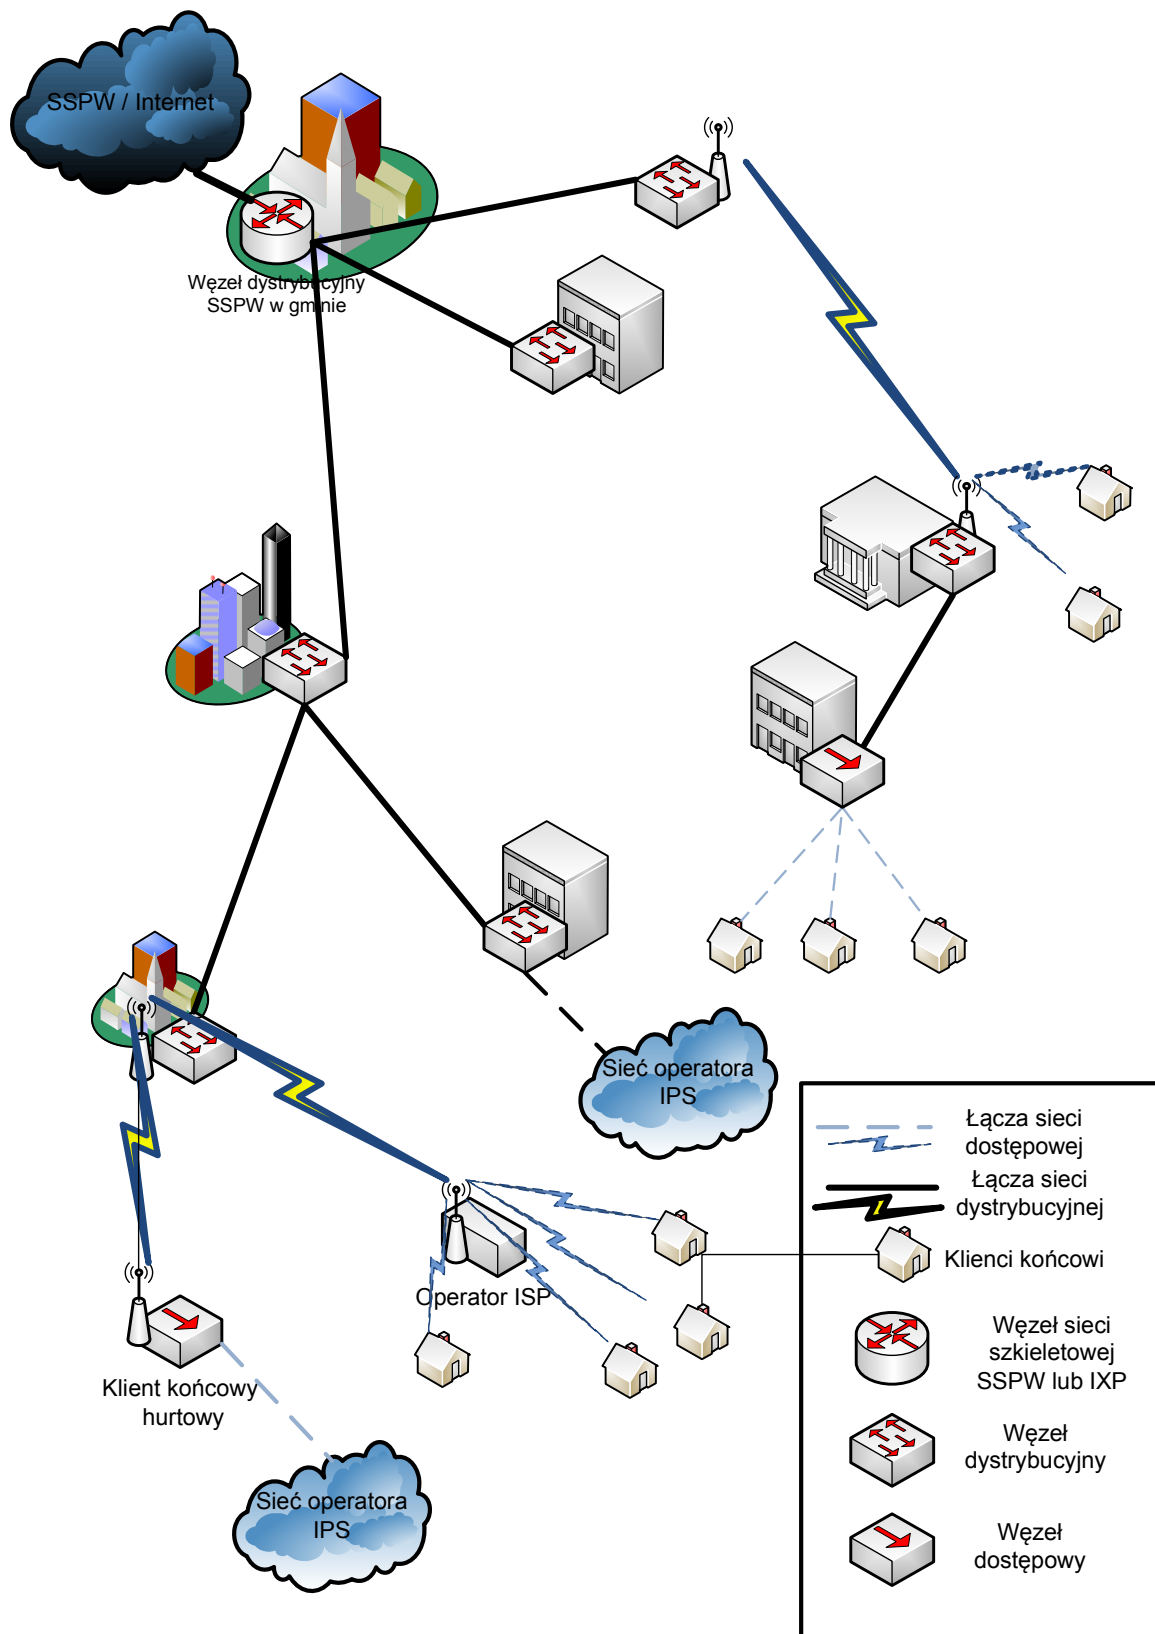 SSPW / Internet
Węzeł dystrybucyjny
SSPW w gminie
Sieć operatora
IPS
Operator ISP
Klient końcowy
hurtowy
Sieć operatora
IPS
Łącza sieci
dostępowej
Łącza sieci
dystrybucyjnej
Klienci końcowi
Węzeł sieci
szkieletowej
SSPW lub IXP
Węzeł
dystrybucyjny
Węzeł
dostępowy